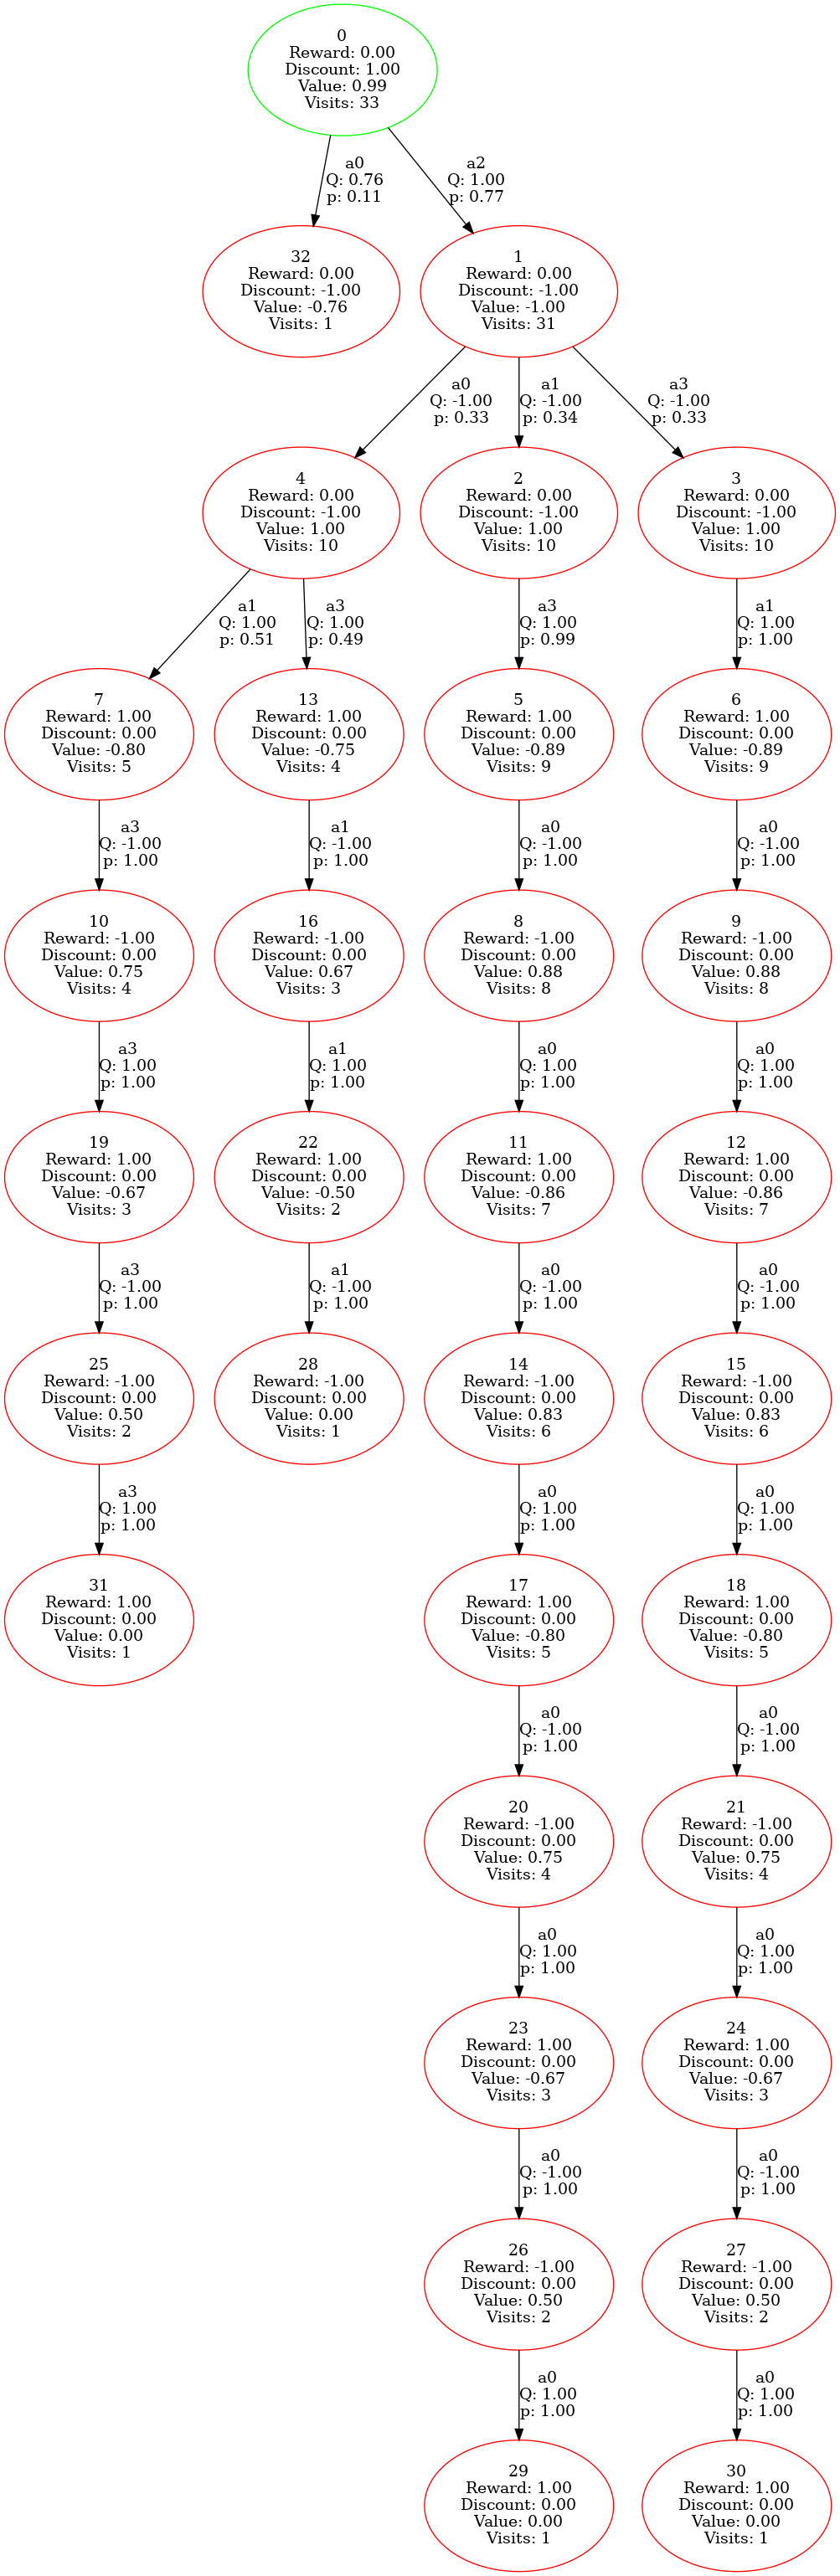 0
Reward: 0.00
Discount: 1.00
Value: 0.99
Visits: 33
a0
Q: 0.76
p: 0.11
a2
Q: 1.00
p: 0.77
32
Reward: 0.00
Discount: -1.00
Value: -0.76
Visits: 1
1
Reward: 0.00
Discount: -1.00
Value: -1.00
Visits: 31
a0
Q: -1.00
p: 0.33
a1
Q: -1.00
p: 0.34
a3
Q: -1.00
p: 0.33
4
Reward: 0.00
Discount: -1.00
Value: 1.00
Visits: 10
2
Reward: 0.00
Discount: -1.00
Value: 1.00
Visits: 10
3
Reward: 0.00
Discount: -1.00
Value: 1.00
Visits: 10
a1
Q: 1.00
p: 0.51
a3
Q: 1.00
p: 0.49
a3
Q: 1.00
p: 0.99
a1
Q: 1.00
p: 1.00
7
Reward: 1.00
Discount: 0.00
Value: -0.80
Visits: 5
13
Reward: 1.00
Discount: 0.00
Value: -0.75
Visits: 4
5
Reward: 1.00
Discount: 0.00
Value: -0.89
Visits: 9
6
Reward: 1.00
Discount: 0.00
Value: -0.89
Visits: 9
a3
Q: -1.00
p: 1.00
a1
Q: -1.00
p: 1.00
a0
Q: -1.00
p: 1.00
a0
Q: -1.00
p: 1.00
10
Reward: -1.00
Discount: 0.00
Value: 0.75
Visits: 4
16
Reward: -1.00
Discount: 0.00
Value: 0.67
Visits: 3
8
Reward: -1.00
Discount: 0.00
Value: 0.88
Visits: 8
9
Reward: -1.00
Discount: 0.00
Value: 0.88
Visits: 8
a3
Q: 1.00
p: 1.00
a1
Q: 1.00
p: 1.00
a0
Q: 1.00
p: 1.00
a0
Q: 1.00
p: 1.00
19
Reward: 1.00
Discount: 0.00
Value: -0.67
Visits: 3
22
Reward: 1.00
Discount: 0.00
Value: -0.50
Visits: 2
11
Reward: 1.00
Discount: 0.00
Value: -0.86
Visits: 7
12
Reward: 1.00
Discount: 0.00
Value: -0.86
Visits: 7
a3
Q: -1.00
p: 1.00
a1
Q: -1.00
p: 1.00
a0
Q: -1.00
p: 1.00
a0
Q: -1.00
p: 1.00
25
Reward: -1.00
Discount: 0.00
Value: 0.50
Visits: 2
28
Reward: -1.00
Discount: 0.00
Value: 0.00
Visits: 1
14
Reward: -1.00
Discount: 0.00
Value: 0.83
Visits: 6
15
Reward: -1.00
Discount: 0.00
Value: 0.83
Visits: 6
a3
Q: 1.00
p: 1.00
a0
Q: 1.00
p: 1.00
a0
Q: 1.00
p: 1.00
31
Reward: 1.00
Discount: 0.00
Value: 0.00
Visits: 1
17
Reward: 1.00
Discount: 0.00
Value: -0.80
Visits: 5
18
Reward: 1.00
Discount: 0.00
Value: -0.80
Visits: 5
a0
Q: -1.00
p: 1.00
a0
Q: -1.00
p: 1.00
20
Reward: -1.00
Discount: 0.00
Value: 0.75
Visits: 4
21
Reward: -1.00
Discount: 0.00
Value: 0.75
Visits: 4
a0
Q: 1.00
p: 1.00
a0
Q: 1.00
p: 1.00
23
Reward: 1.00
Discount: 0.00
Value: -0.67
Visits: 3
24
Reward: 1.00
Discount: 0.00
Value: -0.67
Visits: 3
a0
Q: -1.00
p: 1.00
a0
Q: -1.00
p: 1.00
26
Reward: -1.00
Discount: 0.00
Value: 0.50
Visits: 2
27
Reward: -1.00
Discount: 0.00
Value: 0.50
Visits: 2
a0
Q: 1.00
p: 1.00
a0
Q: 1.00
p: 1.00
29
Reward: 1.00
Discount: 0.00
Value: 0.00
Visits: 1
30
Reward: 1.00
Discount: 0.00
Value: 0.00
Visits: 1